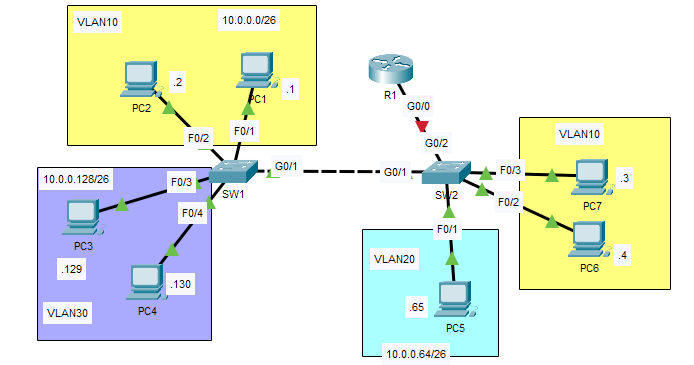 VLAN10
10.0.0.0/26
.2
.1
PC2
PC1
F0/2
F0/1
10.0.0.128/26
F0/3
F0/4
SW1
G0/1
PC3
.129
.130
PC4
VLAN30
R1
G0/0
G0/2
G0/1
SW2
F0/1
F0/3
F0/2
VLAN10
.3
PC7
.4
PC6
VLAN20
.65
PC5
10.0.0.64/26